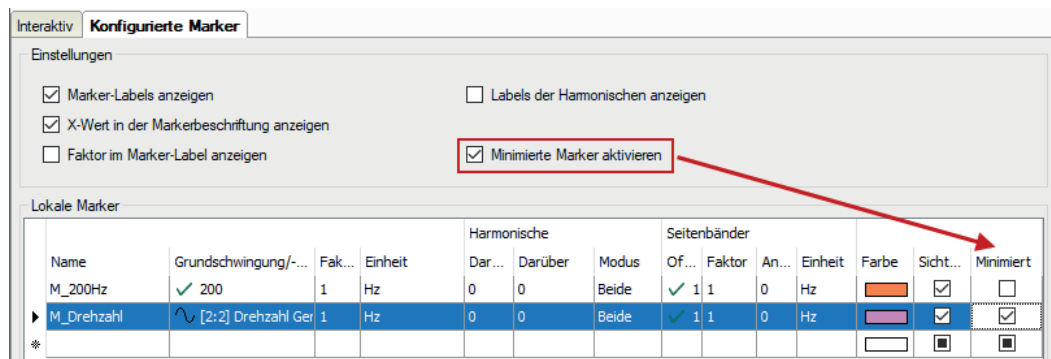 Interaktiv Konfigurierte Marker
Einstellungen
Marker-Labels anzeigen Labels der Harmonischen anzeigen
X-Wert in der Markerbeschriftung anzeigen
Faktor im Marker-Label anzeigen Minimierte Marker aktivieren
Lokale Marker
Harmonische Seitenbänder
Name Grundschwingung/-... Fak... Einheit Dar... Darüber Modus Of... Faktor An... Einheit Farbe Sicht... Minimiert
M_200Hz 200 1 Hz 0 0 Beide 1 1 0 Hz
M_Drehzahl [2:2] Drehzahl Ger 1 Hz 0 0 Beide 1 1 0 Hz